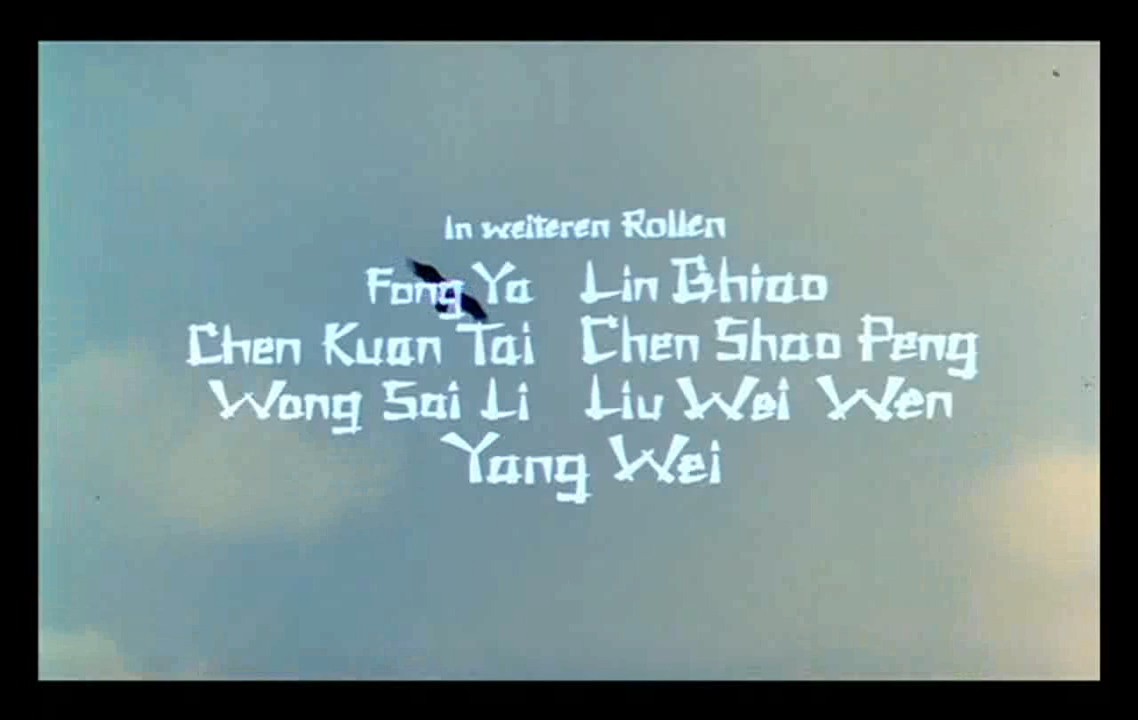 In weiteren Rollen
Fong Ya Lin Ghiao
Chen Kuan Tai Chen Shao Peng
Wong Sai Li Liu Wei Wen
Yang Wei